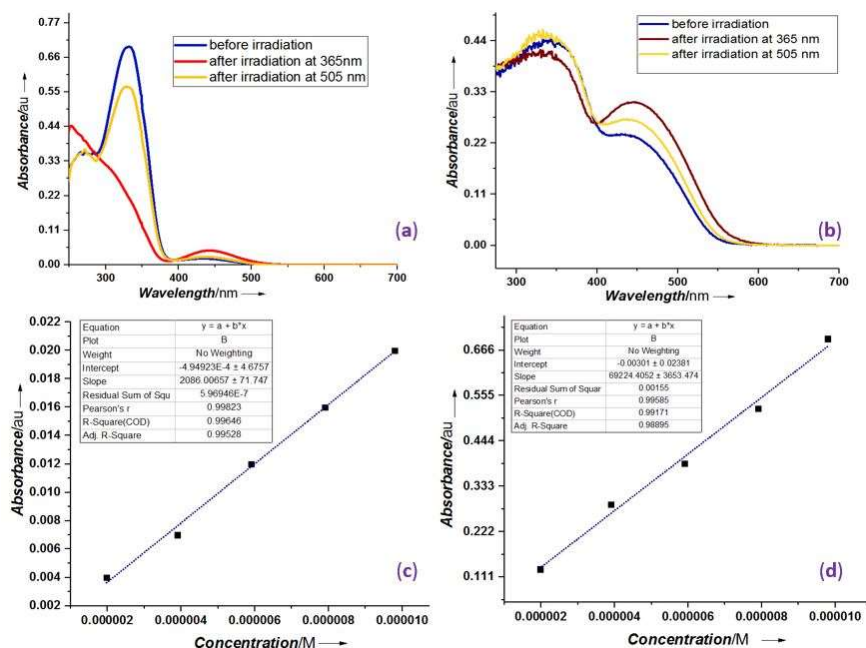 0.77
0.66
0.55
0.44
0.33
0.22
0.11
0.00
Absorbance/au
before irradiation
after irradiation at 365nm
after irradiation at 505 nm
(a)
250 300 400 500 600 700
Wavelength/nm
0.44
0.33
0.22
0.11
0.00
Absorbance/au
before irradiation
after irradiation at 365 nm
after irradiation at 505 nm
(b)
300 400 500 600 700
Wavelength/nm
0.022
0.020
0.018
0.016
0.014
0.012
0.010
0.008
0.006
0.004
0.002
Absorbance/au
Equation y = a + b*x
Plot B
Weight No Weighting
Intercept -4.94923E-4 ± 4.6757
Slope 2086.00657 ± 71.747
Residual Sum of Squ 5.96946E-7
Pearson's r 0.99823
R-Square(COD) 0.99646
Adj. R-Square 0.99528
(c)
0.000002 0.000004 0.000006 0.000008 0.000010
Concentration/M
0.666
0.555
0.444
0.333
0.222
0.111
Absorbance/au
Equation y = a + b*x
Plot B
Weight No Weighting
Intercept -0.00301 ± 0.02381
Slope 69224.4052 ± 3653.474
Residual Sum of Squar 0.00155
Pearson's r 0.99585
R-Square(COD) 0.99171
Adj. R-Square 0.98895
(d)
0.000002 0.000004 0.000006 0.000008 0.000010
Concentration/M